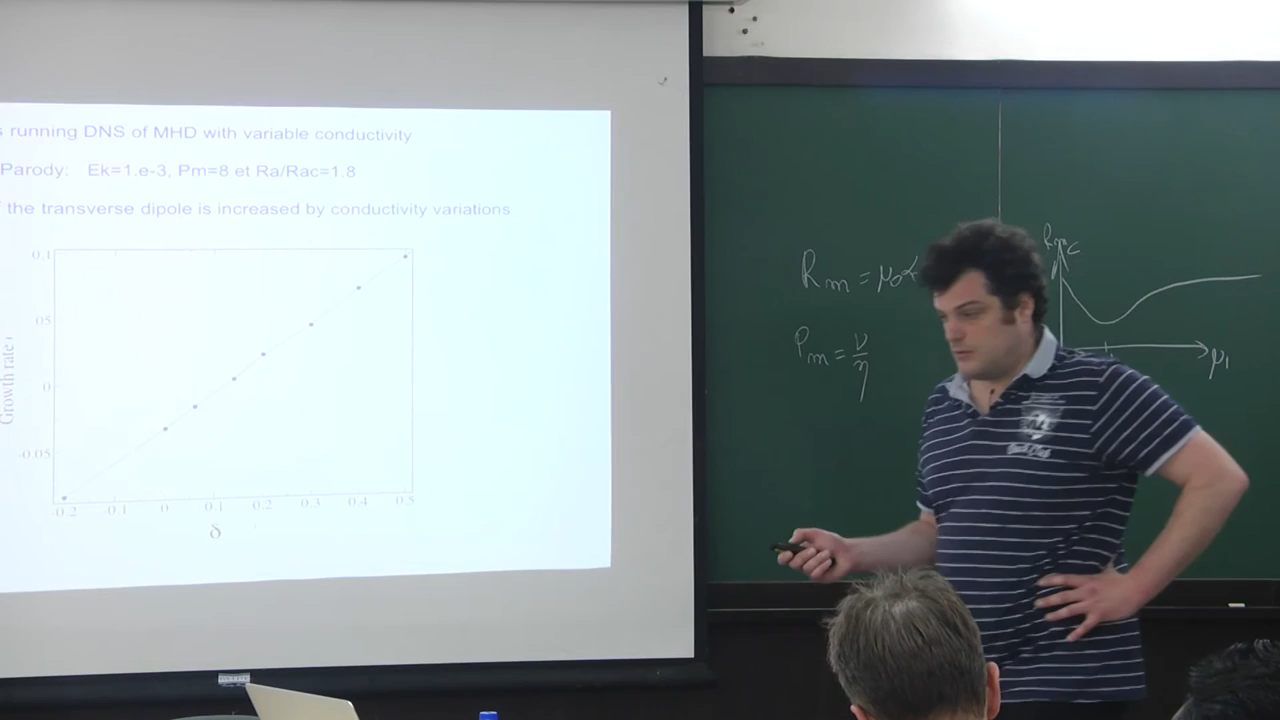 s running DNS of MHD with variable conductivity
Parody: Ek=1.e-3, Pm=8 et Ra/Rac=1.8
the transverse dipole is increased by conductivity variations
0.1
05
0
-0.05
Growth rate
-0.2 -0.1 0 0.1 0.2 0.3 0.4 0.5
δ
Rm = μ0
Pm = ν/η
Rmc
μ1